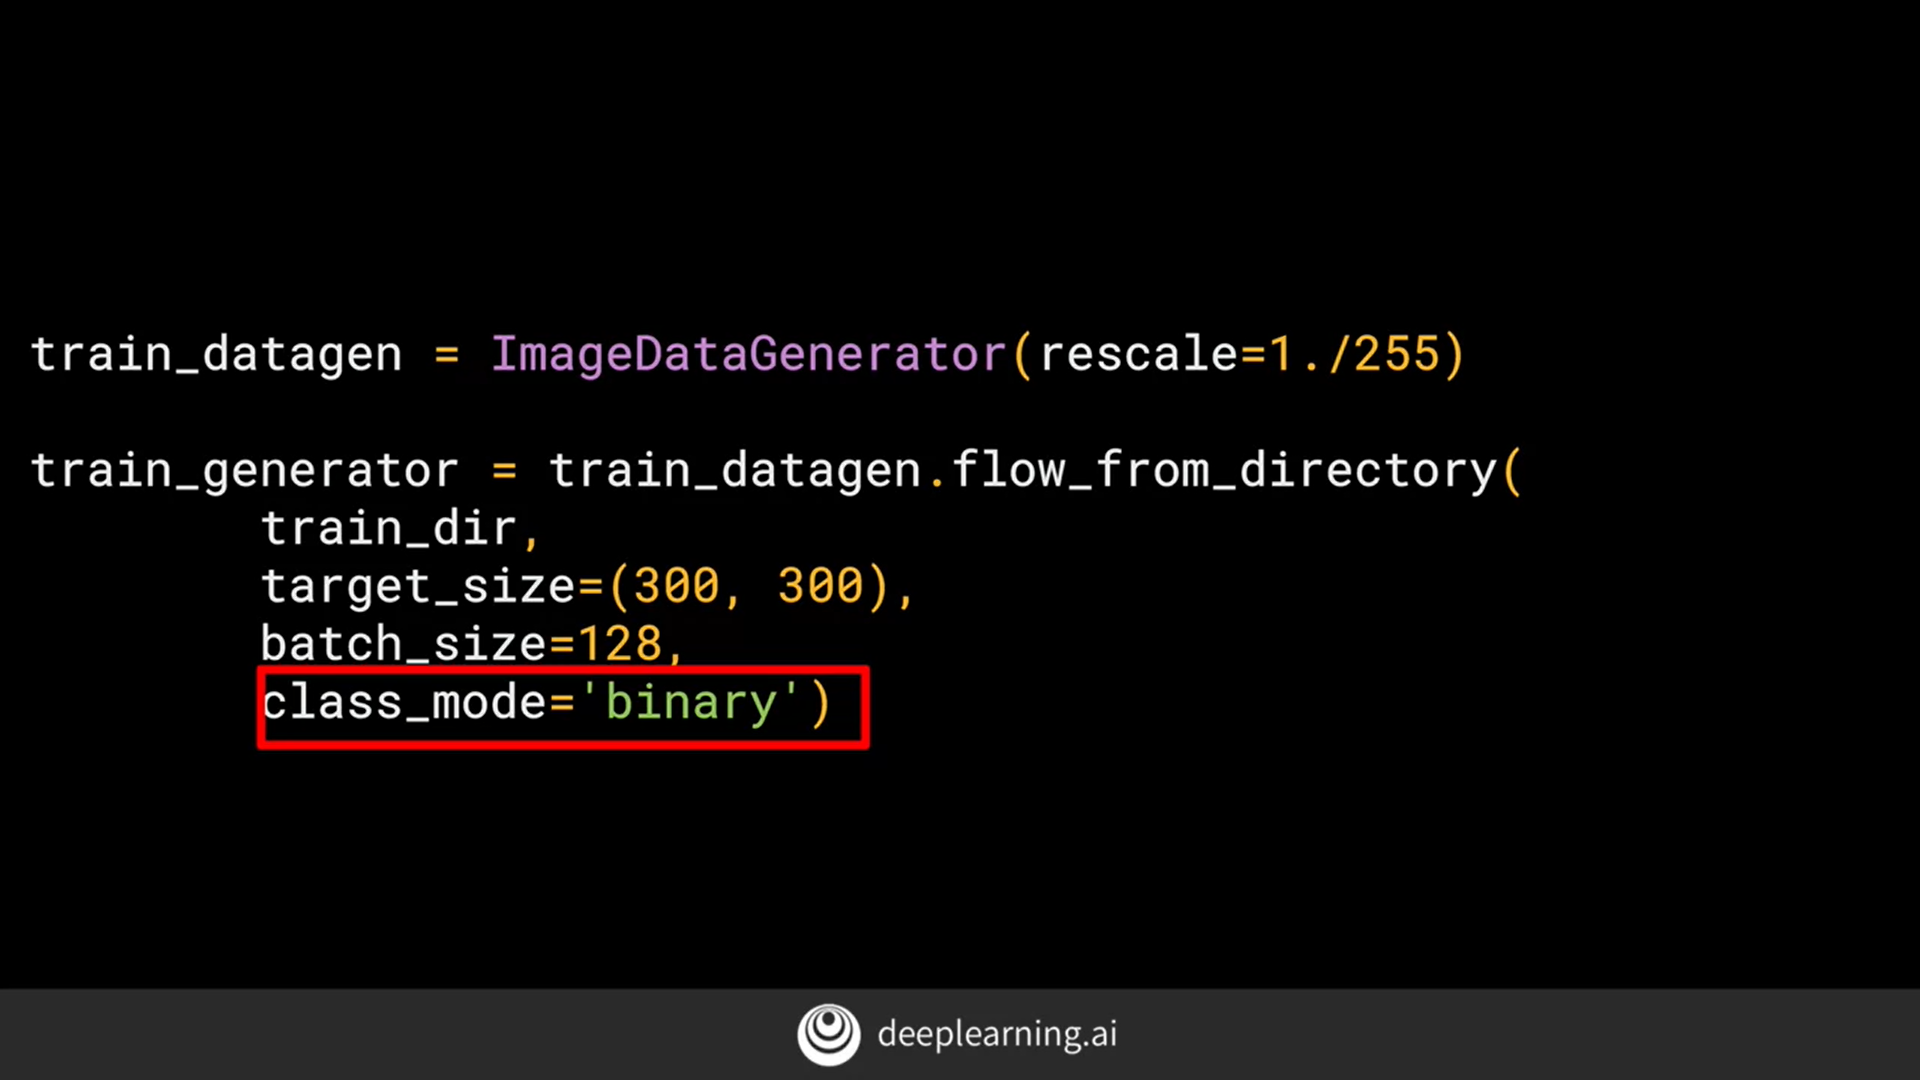 train_datagen = ImageDataGenerator(rescale=1./255)
train_generator = train_datagen.flow_from_directory(
train_dir,
target_size=(300, 300),
batch_size=128,
class_mode='binary')
deeplearning.ai